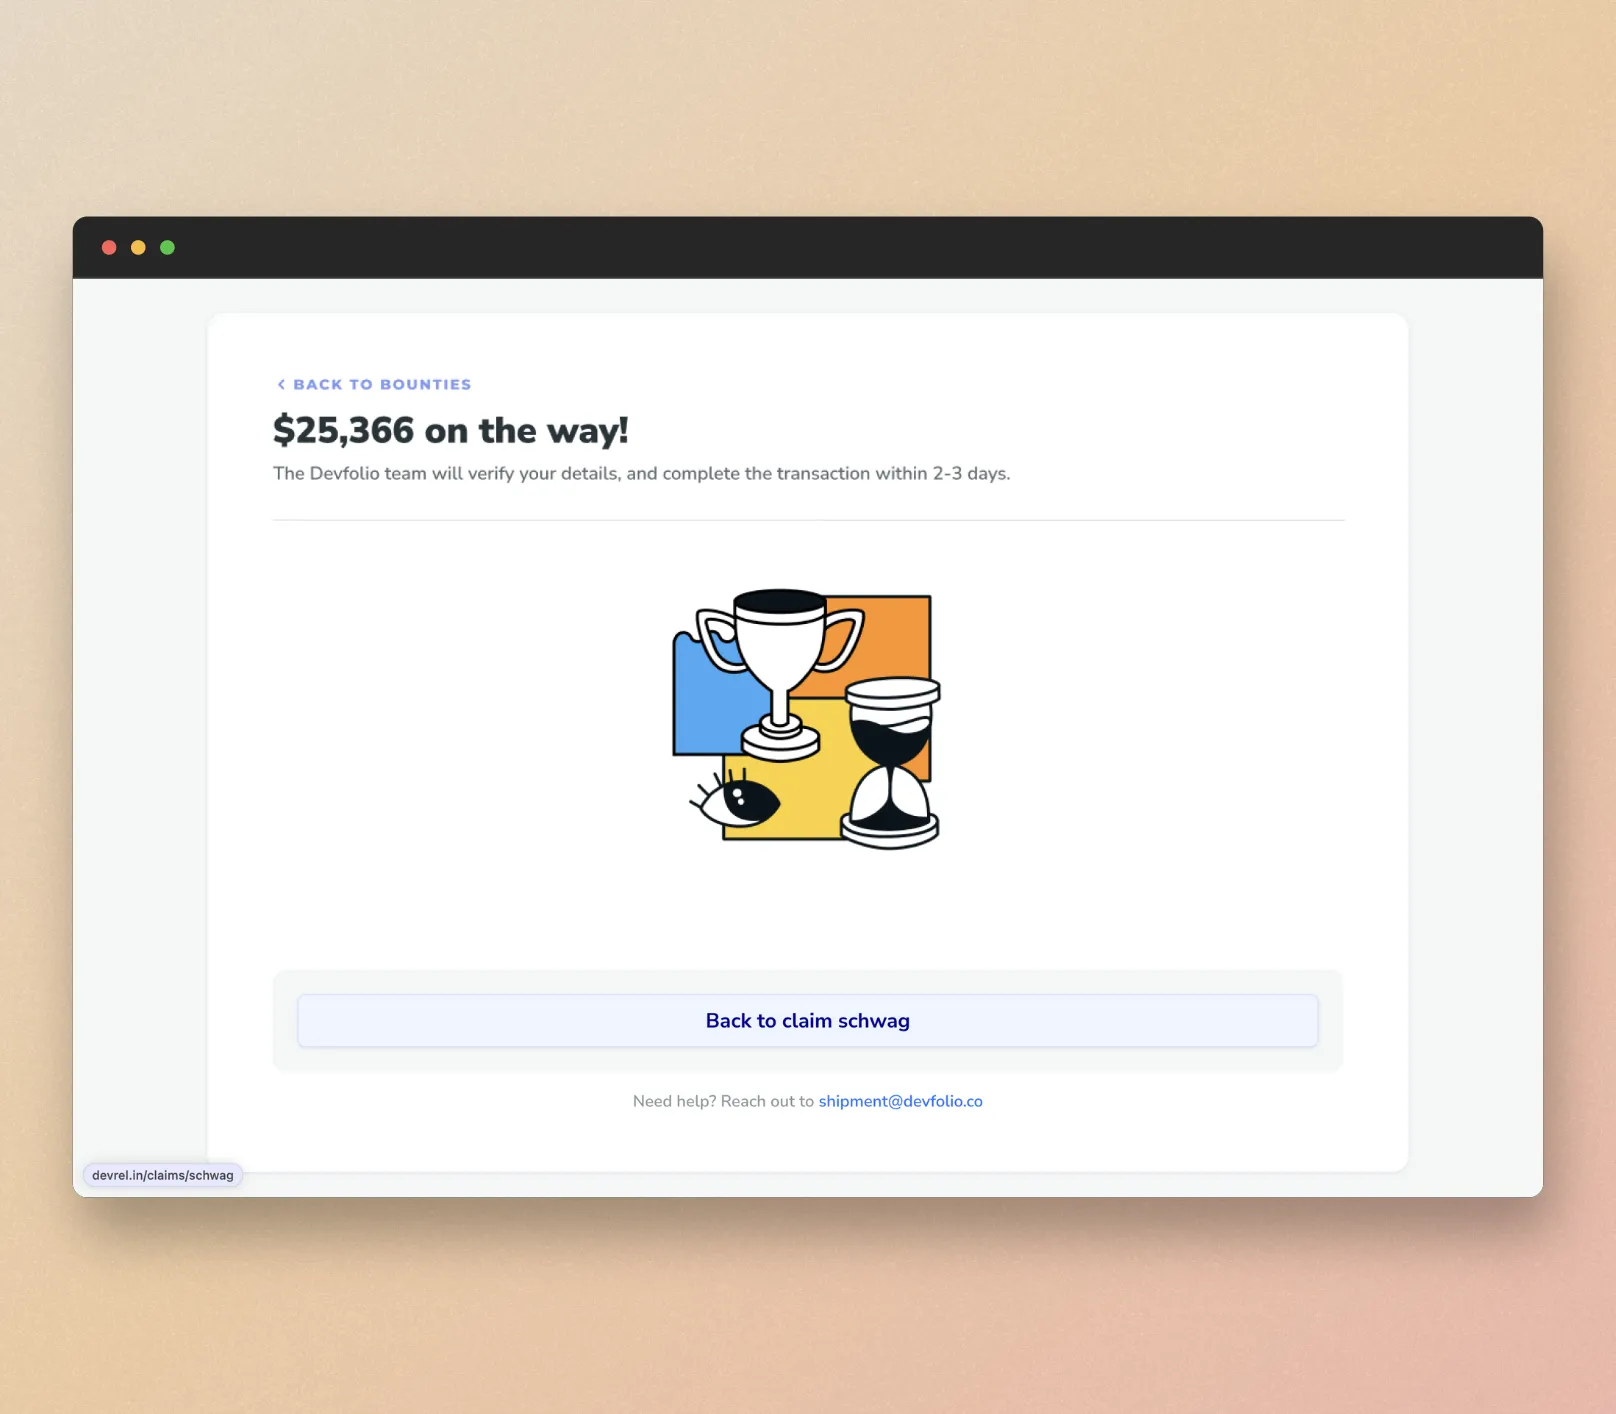 BACK TO BOUNTIES
$25,366 on the way!
The Devfolio team will verify your details, and complete the transaction within 2-3 days.
Back to claim schwag
Need help? Reach out to shipment@devfolio.co
devrel.in/claims/schwag